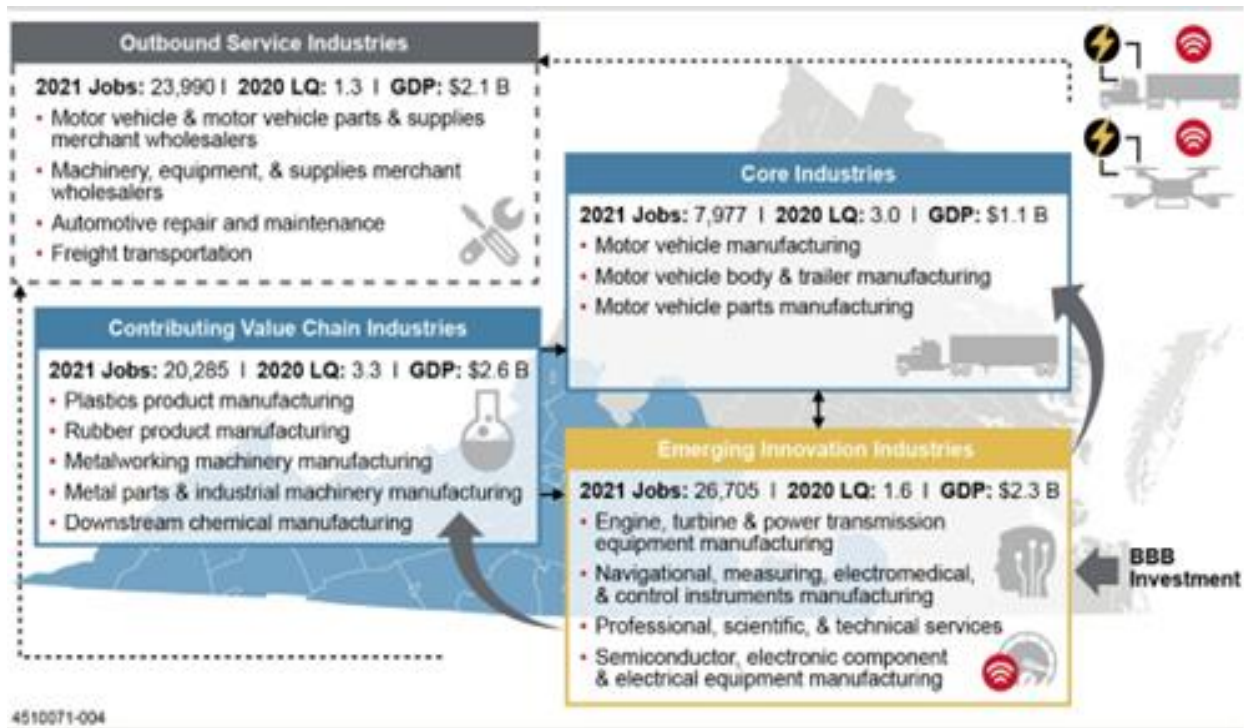 Outbound Service Industries
2021 Jobs: 23,990 I 2020 LQ: 1.3 I GDP: $2.1 B
• Motor vehicle & motor vehicle parts & supplies
merchant wholesalers
• Machinery, equipment, & supplies merchant
wholesalers
• Automotive repair and maintenance
• Freight transportation
Core Industries
2021 Jobs: 7,977 I 2020 LQ: 3.0 I GDP: $1.1 B
• Motor vehicle manufacturing
• Motor vehicle body & trailer manufacturing
• Motor vehicle parts manufacturing
Contributing Value Chain Industries
2021 Jobs: 20,285 I 2020 LQ: 3.3 I GDP: $2.6 B
• Plastics product manufacturing
• Rubber product manufacturing
• Metalworking machinery manufacturing
• Metal parts & industrial machinery manufacturing
• Downstream chemical manufacturing
Emerging Innovation Industries
2021 Jobs: 26,705 I 2020 LQ: 1.6 I GDP: $2.3 B
• Engine, turbine & power transmission
equipment manufacturing
• Navigational, measuring, electromedical,
& control instruments manufacturing
• Professional, scientific, & technical services
• Semiconductor, electronic component
& electrical equipment manufacturing
BBB
Investment
4510071-004